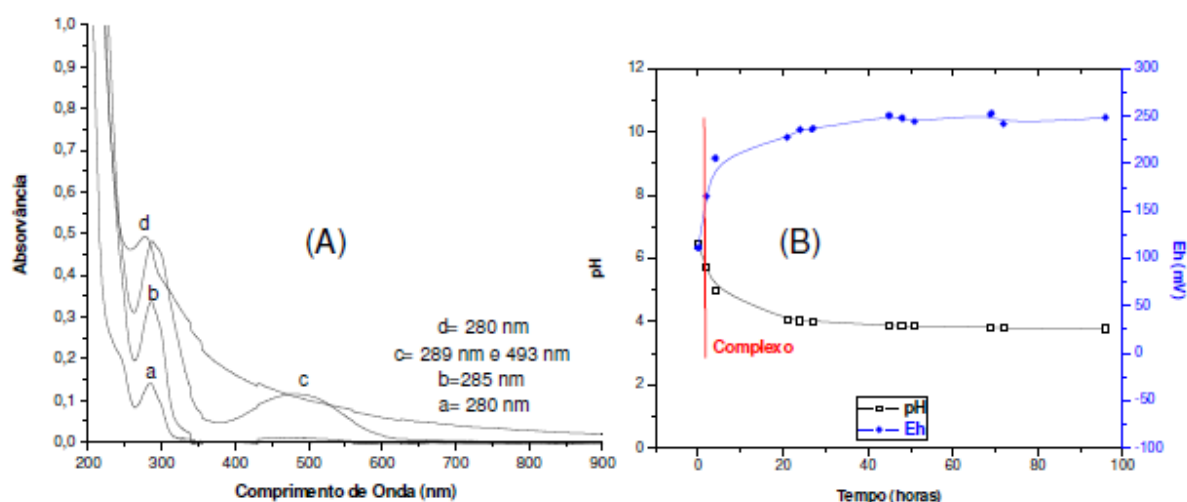 1,0
0,9
0,8
0,7
0,6
0,5
0,4
0,3
0,2
0,1
0,0
Absorvância
200 300 400 500 600 700 800 900
Comprimento de Onda (nm)
(A)
d
b
a
c
d= 280 nm
c= 289 nm e 493 nm
b=285 nm
a= 280 nm
12
10
8
6
4
2
0
pH
0 20 40 60 80 100
Tempo (horas)
(B)
Complexo
pH
Eh
300
250
200
150
100
50
0
-50
-100
Eh (mV)